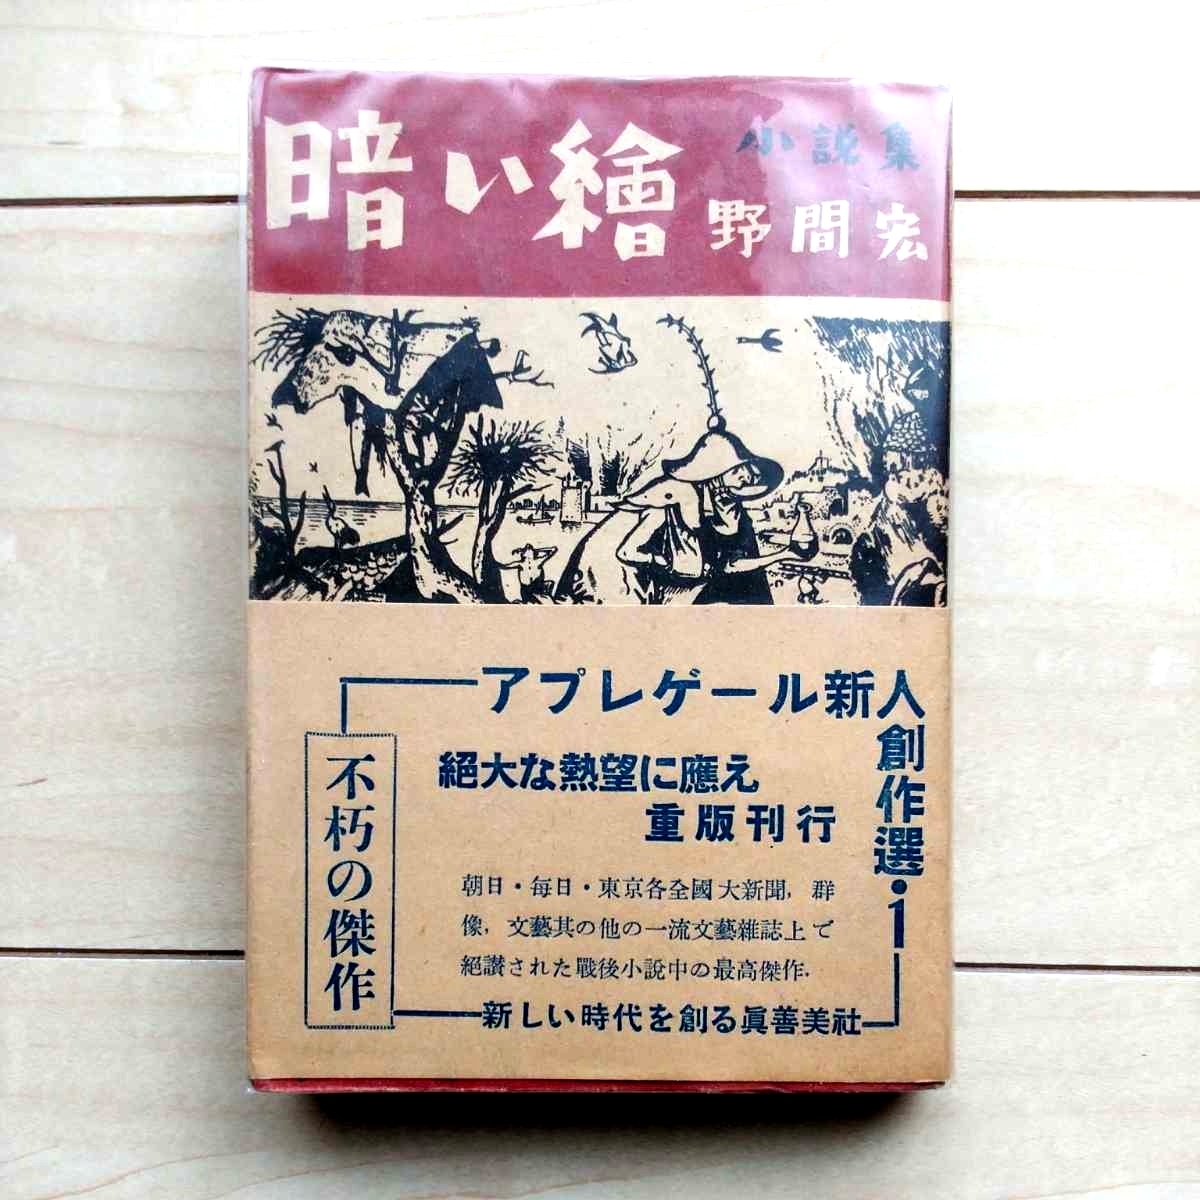 暗い繪
小説集
野間宏
アプレゲール新人創作選・1
不朽の傑作
絕大な熱望に應え
重版刊行
朝日・毎日・東京各全國大新聞，群
像，文藝其の他の一流文藝雜誌上で
絕讃された戰後小說中の最高傑作．
新しい時代を創る眞善美社